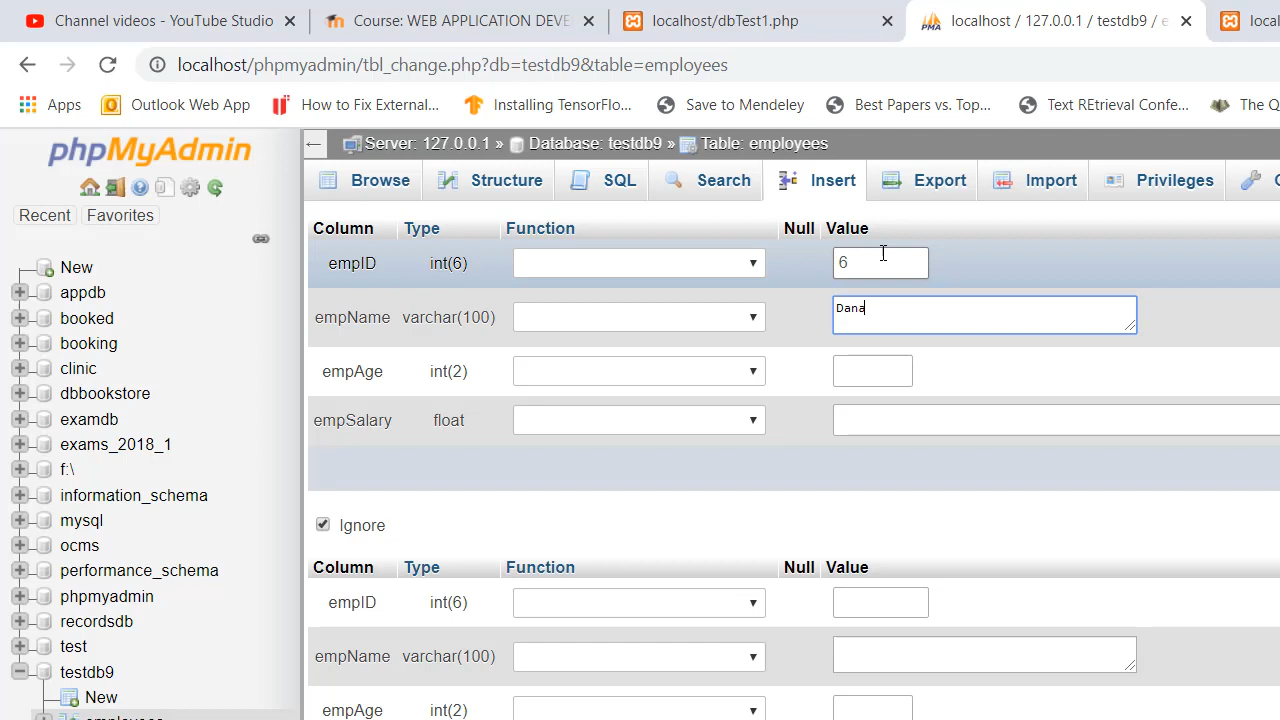 Channel videos - YouTube Studio
Course: WEB APPLICATION DEVE
localhost/dbTest1.php
localhost / 127.0.0.1 / testdb9 / e
local
localhost/phpmyadmin/tbl_change.php?db=testdb9&table=employees
Apps
Outlook Web App
How to Fix External...
Installing TensorFlo...
Save to Mendeley
Best Papers vs. Top...
Text REtrieval Confe...
The Q
phpMyAdmin
Server: 127.0.0.1 » Database: testdb9 » Table: employees
Browse Structure SQL Search Insert Export Import Privileges
Recent Favorites
Column Type Function Null Value
empID int(6) 6
empName varchar(100) Dana
empAge int(2)
empSalary float
Ignore
Column Type Function Null Value
empID int(6)
empName varchar(100)
empAge int(2)
New
appdb
booked
booking
clinic
dbbookstore
examdb
exams_2018_1
f:\
information_schema
mysql
ocms
performance_schema
phpmyadmin
recordsdb
test
testdb9
New